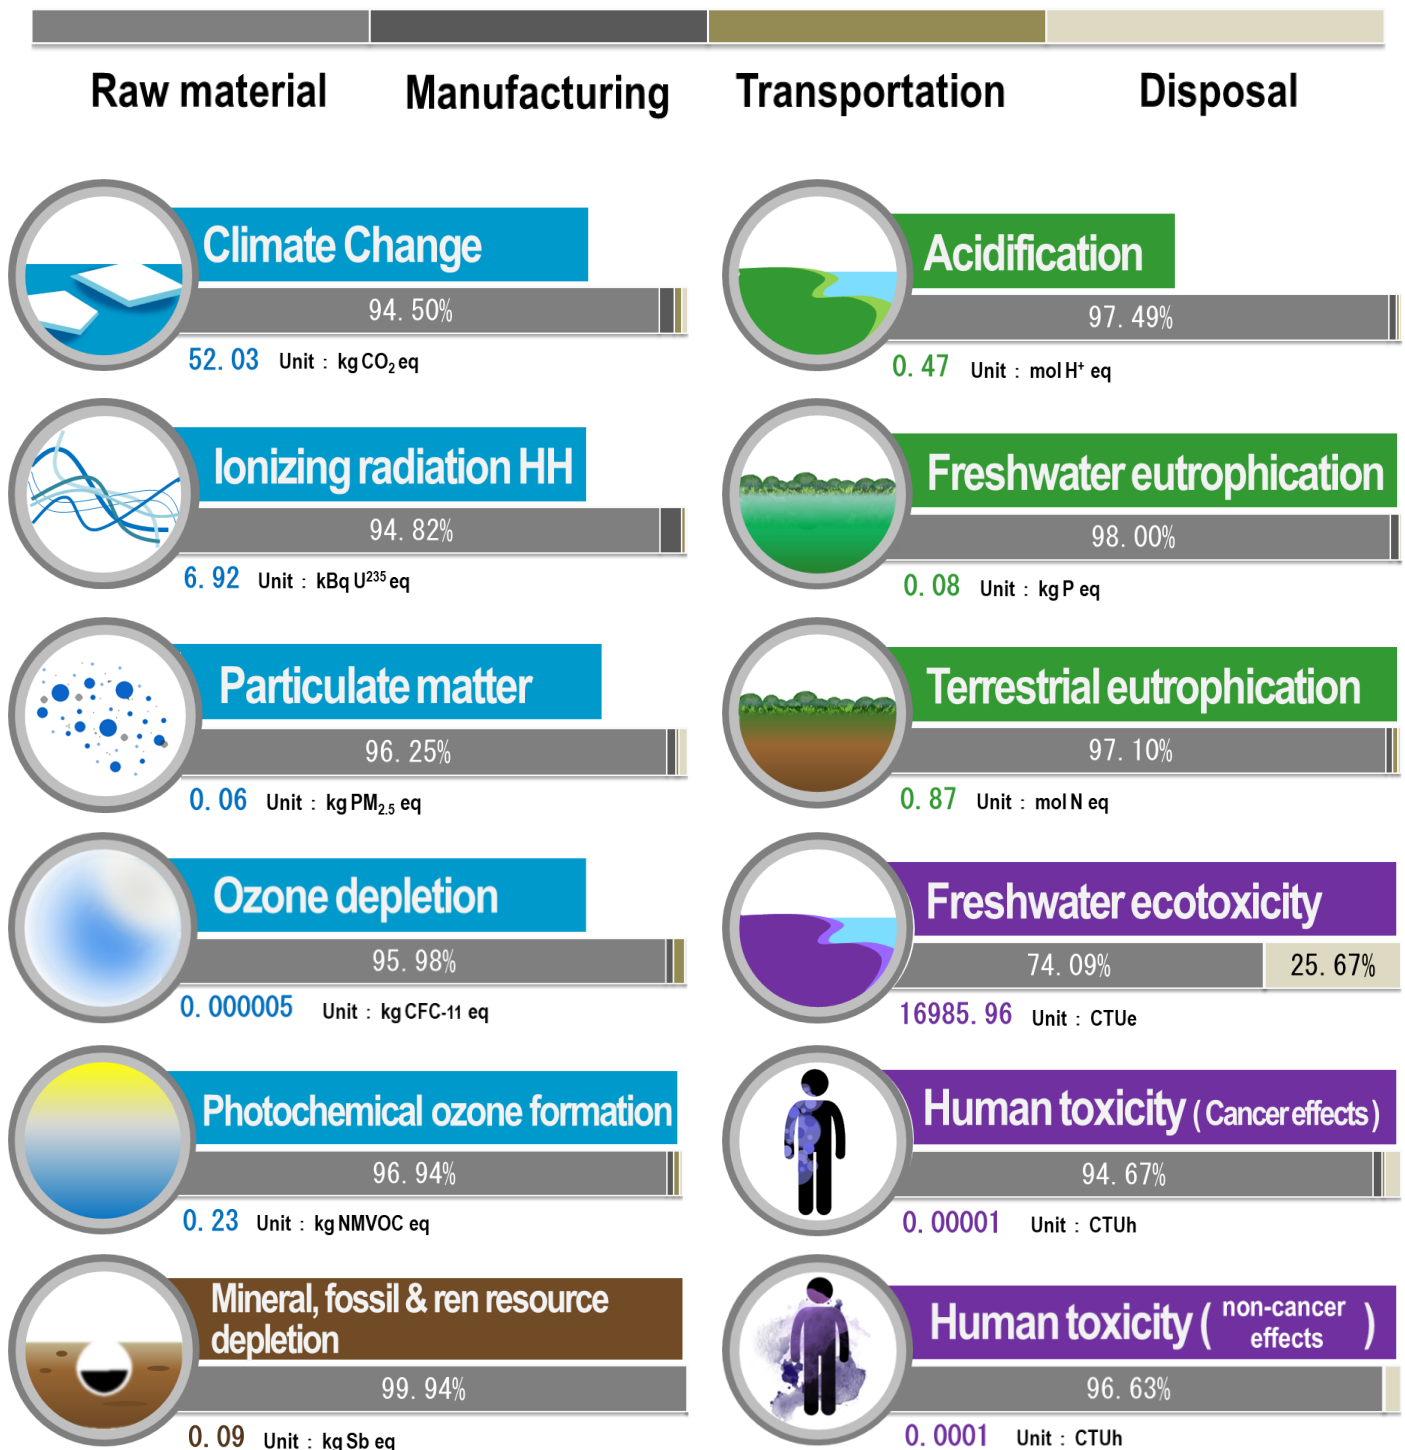 Raw material
Manufacturing
Transportation
Disposal
Climate Change
94.50%
52.03 Unit : kg CO₂ eq
Ionizing radiation HH
94.82%
6.92 Unit : kBq U²³⁵ eq
Particulate matter
96.25%
0.06 Unit : kg PM₂.₅ eq
Ozone depletion
95.98%
0.000005 Unit : kg CFC-11 eq
Photochemical ozone formation
96.94%
0.23 Unit : kg NMVOC eq
Mineral, fossil & ren resource
depletion
99.94%
0.09 Unit : kg Sb eq
Acidification
97.49%
0.47 Unit : mol H⁺ eq
Freshwater eutrophication
98.00%
0.08 Unit : kg P eq
Terrestrial eutrophication
97.10%
0.87 Unit : mol N eq
Freshwater ecotoxicity
74.09% 25.67%
16985.96 Unit : CTUe
Human toxicity ( Cancer effects )
94.67%
0.00001 Unit : CTUh
Human toxicity ( non-cancer
effects )
96.63%
0.0001 Unit : CTUh